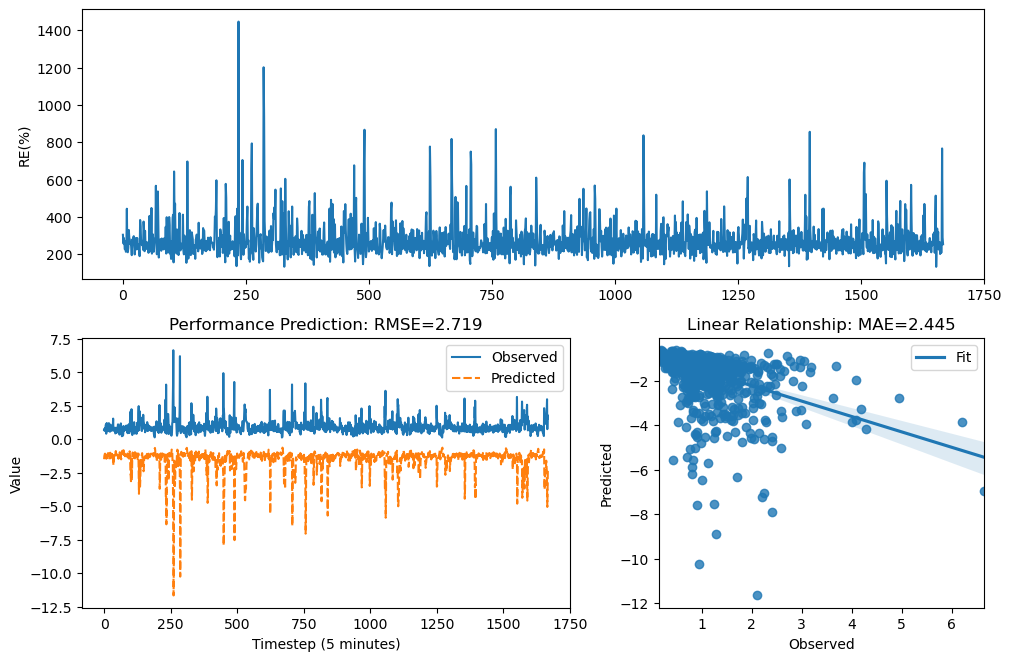 1400
1200
1000
800
600
400
200
RE(%)
0 250 500 750 1000 1250 1500 1750
Performance Prediction: RMSE=2.719
7.5
5.0
2.5
0.0
−2.5
−5.0
−7.5
−10.0
−12.5
Value
Observed
Predicted
0 250 500 750 1000 1250 1500 1750
Timestep (5 minutes)
Linear Relationship: MAE=2.445
Fit
−2
−4
−6
−8
−10
−12
Predicted
1 2 3 4 5 6
Observed